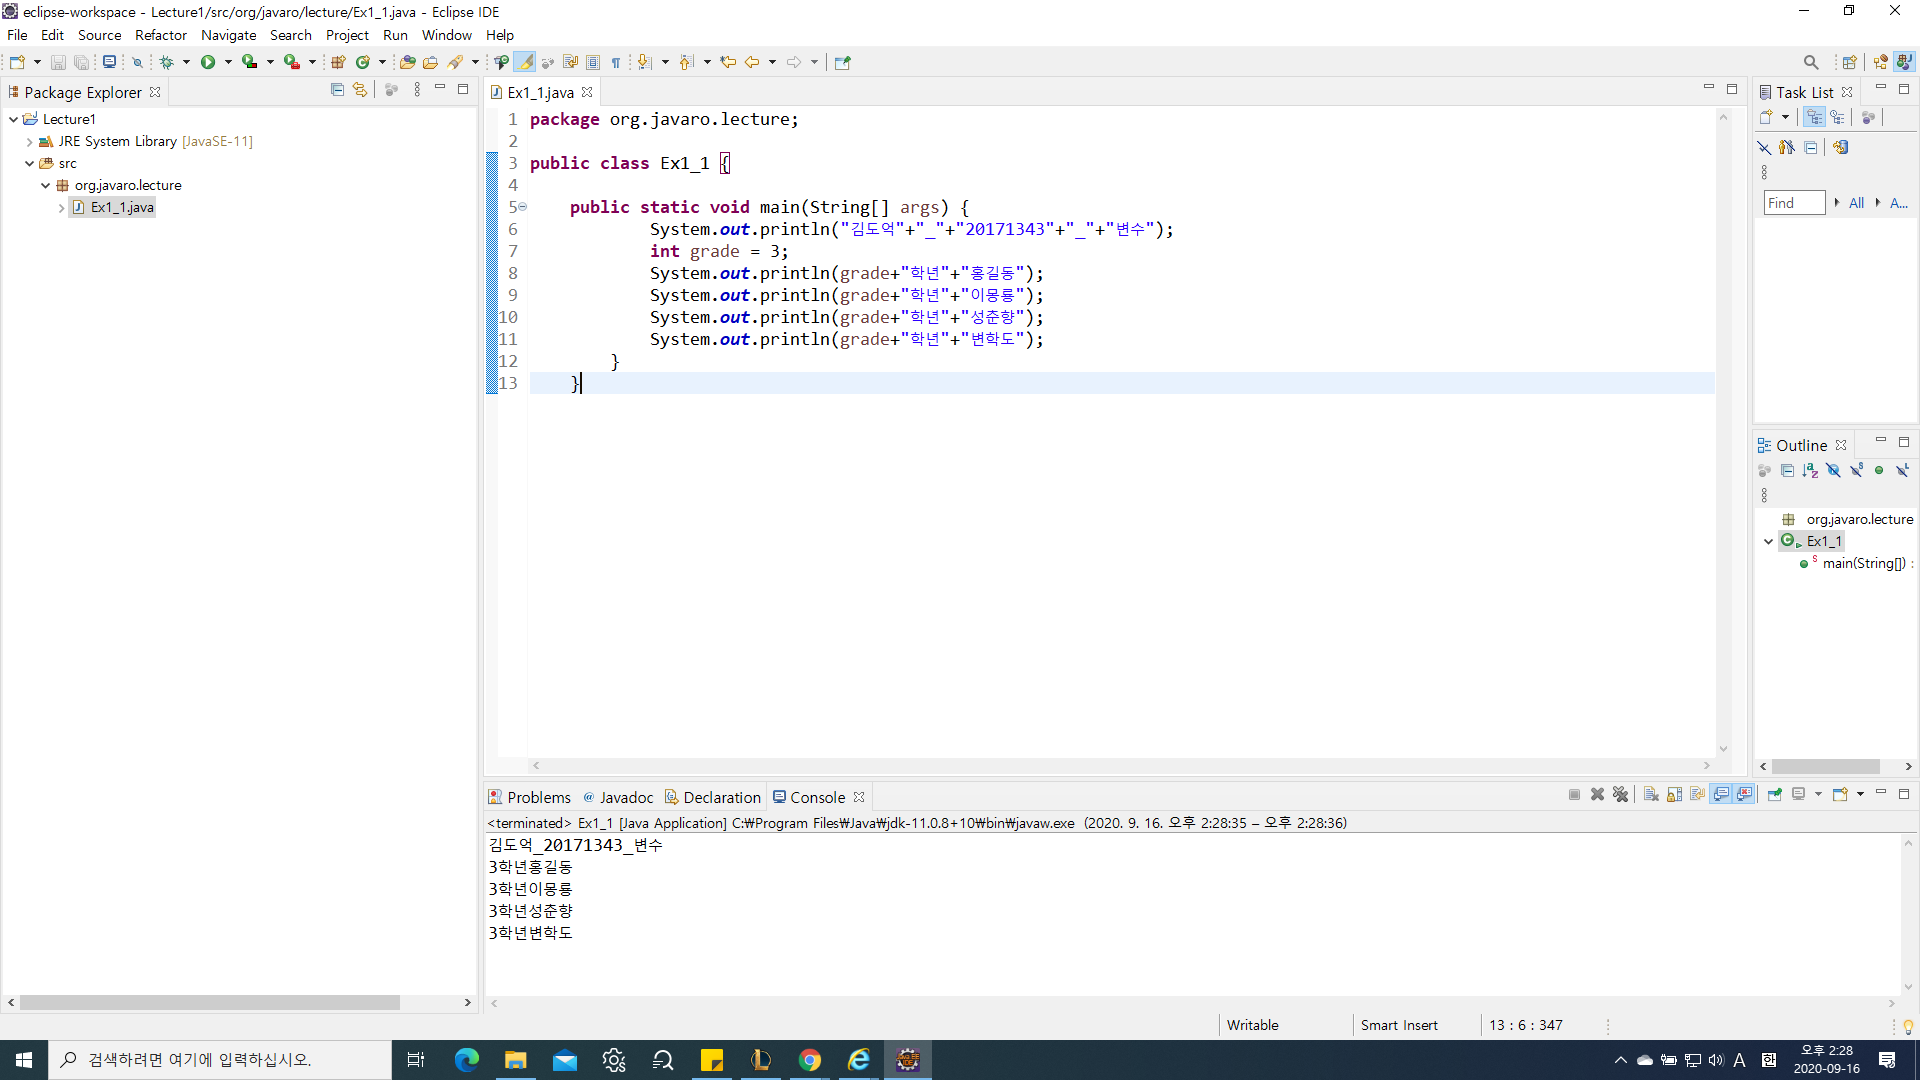 eclipse-workspace - Lecture1/src/org/javaro/lecture/Ex1_1.java - Eclipse IDE
File Edit Source Refactor Navigate Search Project Run Window Help
Package Explorer
Lecture1
JRE System Library [JavaSE-11]
src
org.javaro.lecture
Ex1_1.java
Ex1_1.java
1 package org.javaro.lecture;
2
3 public class Ex1_1 {
4
5 public static void main(String[] args) {
6 System.out.println("김도억"+"_"+"20171343"+"_"+"변수");
7 int grade = 3;
8 System.out.println(grade+"학년"+"홍길동");
9 System.out.println(grade+"학년"+"이몽룡");
10 System.out.println(grade+"학년"+"성춘향");
11 System.out.println(grade+"학년"+"변학도");
12 }
13 }
Task List
Find All A...
Outline
org.javaro.lecture
Ex1_1
main(String[]) :
Problems Javadoc Declaration Console
<terminated> Ex1_1 [Java Application] C:₩Program Files₩Java₩jdk-11.0.8+10₩bin₩javaw.exe (2020. 9. 16. 오후 2:28:35 – 오후 2:28:36)
김도억_20171343_변수
3학년홍길동
3학년이몽룡
3학년성춘향
3학년변학도
Writable Smart Insert 13 : 6 : 347
검색하려면 여기에 입력하십시오.
A 한 오후 2:28
2020-09-16